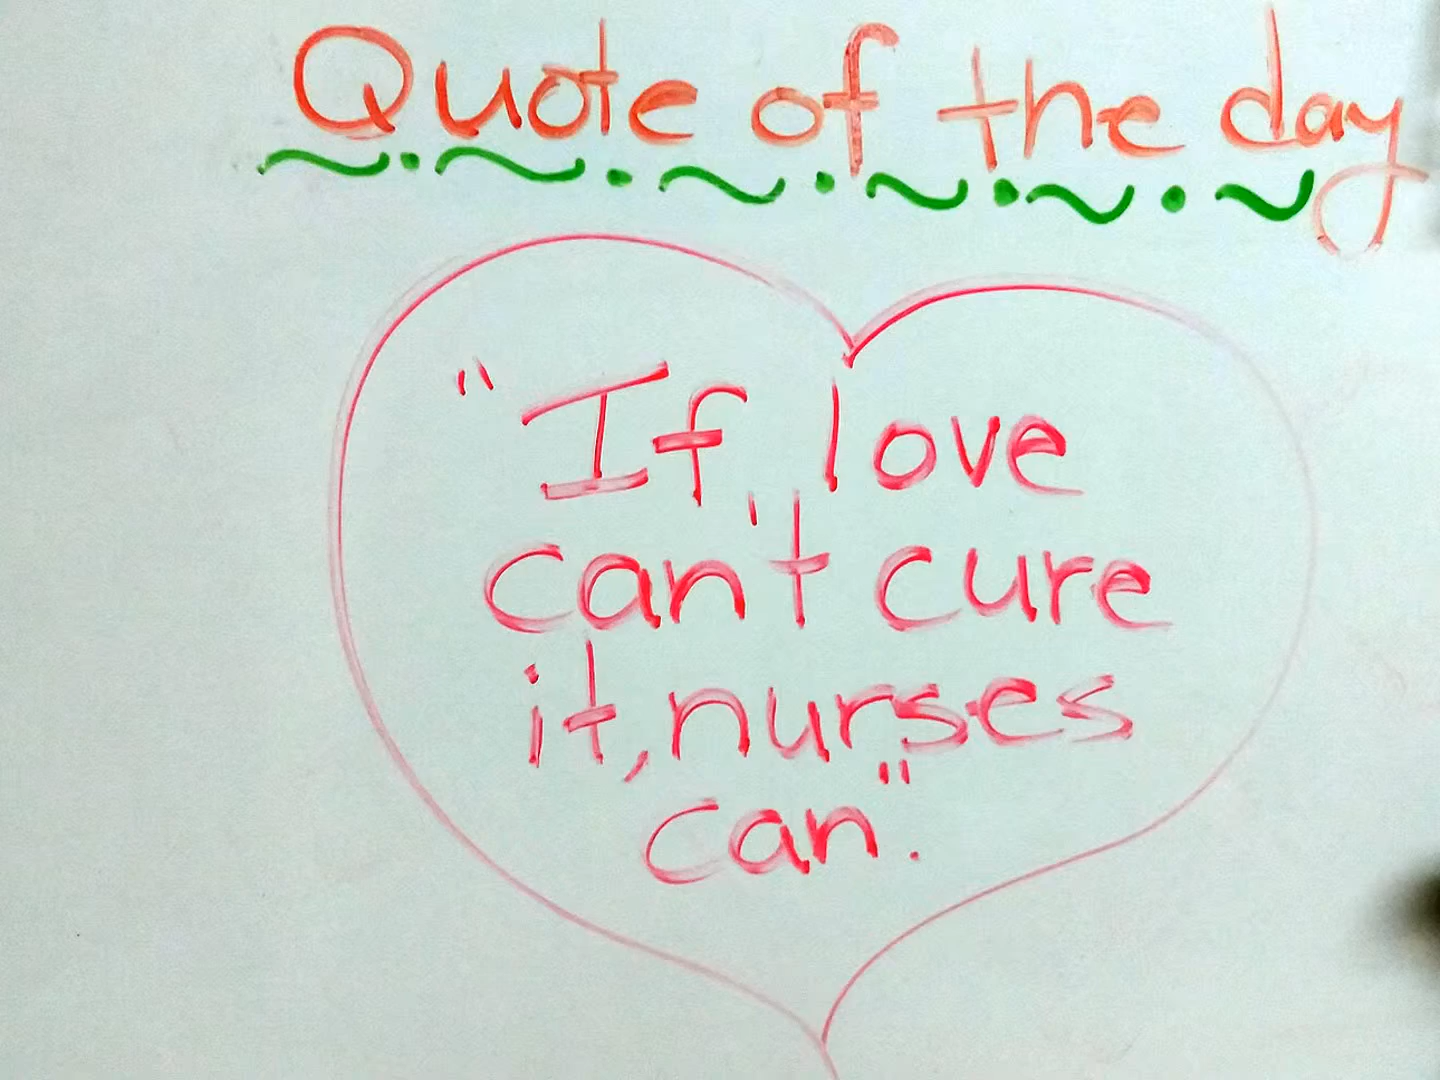 Quote of the day
"If love
can't cure
it, nurses
can".